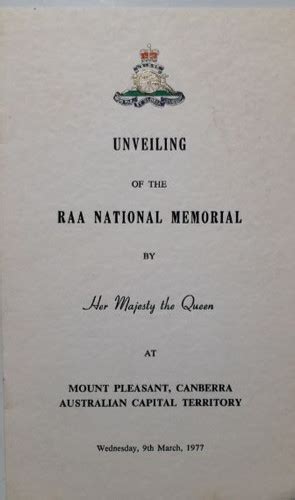 UNVEILING
OF THE
RAA NATIONAL MEMORIAL
BY
Her Majesty the Queen
AT
MOUNT PLEASANT, CANBERRA
AUSTRALIAN CAPITAL TERRITORY
Wednesday, 9th March, 1977